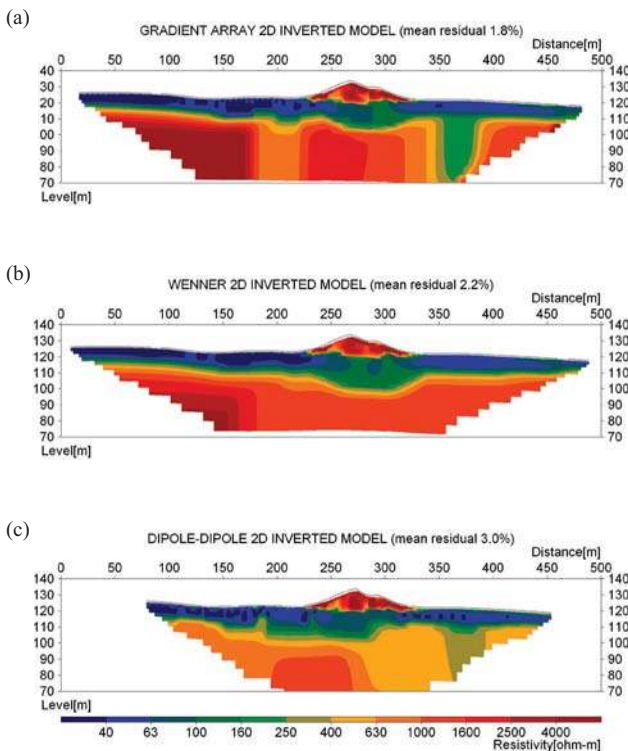 (a)
GRADIENT ARRAY 2D INVERTED MODEL (mean residual 1.8%)
Distance[m]
0 50 100 150 200 250 300 350 400 450 500
40 140
30 130
20 120
10 110
00 100
90 90
80 80
70 70
Level[m]
(b)
WENNER 2D INVERTED MODEL (mean residual 2.2%)
Distance[m]
0 50 100 150 200 250 300 350 400 450 500
140 140
130 130
120 120
110 110
100 100
90 90
80 80
70 70
Level[m]
(c)
DIPOLE-DIPOLE 2D INVERTED MODEL (mean residual 3.0%)
Distance[m]
0 50 100 150 200 250 300 350 400 450 500
140 140
130 130
120 120
110 110
100 100
90 90
80 80
70 70
Level[m]
40 63 100 160 250 400 630 1000 1600 2500 4000
Resistivity[ohm-m]